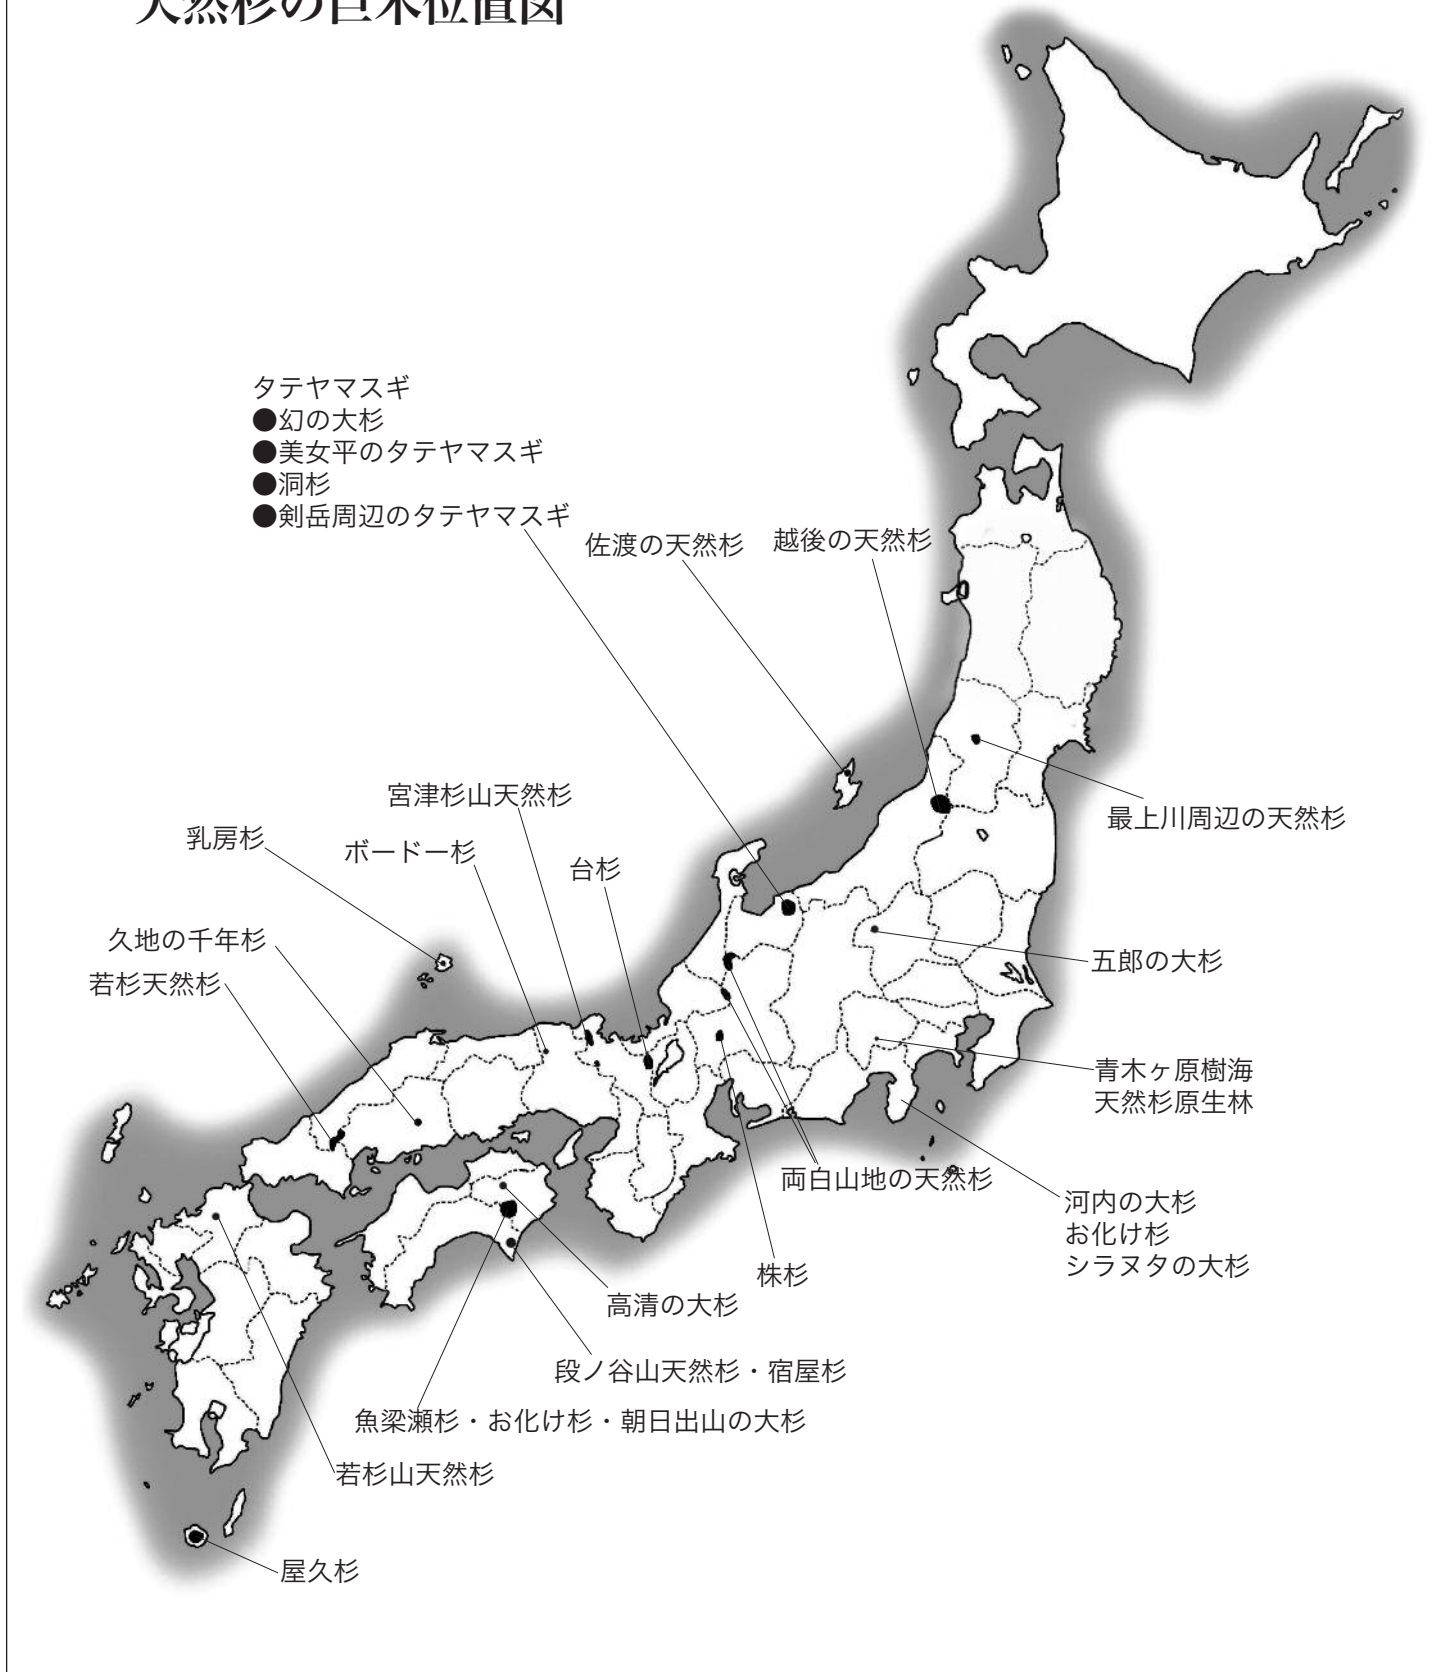 天然杉の巨木位置図
タテヤマスギ
●幻の大杉
●美女平のタテヤマスギ
●洞杉
●剣岳周辺のタテヤマスギ
佐渡の天然杉
越後の天然杉
最上川周辺の天然杉
宮津杉山天然杉
乳房杉
ボードー杉
台杉
久地の千年杉
若杉天然杉
五郎の大杉
青木ヶ原樹海
天然杉原生林
両白山地の天然杉
河内の大杉
お化け杉
シラヌタの大杉
株杉
高清の大杉
段ノ谷山天然杉・宿屋杉
魚梁瀬杉・お化け杉・朝日出山の大杉
若杉山天然杉
屋久杉